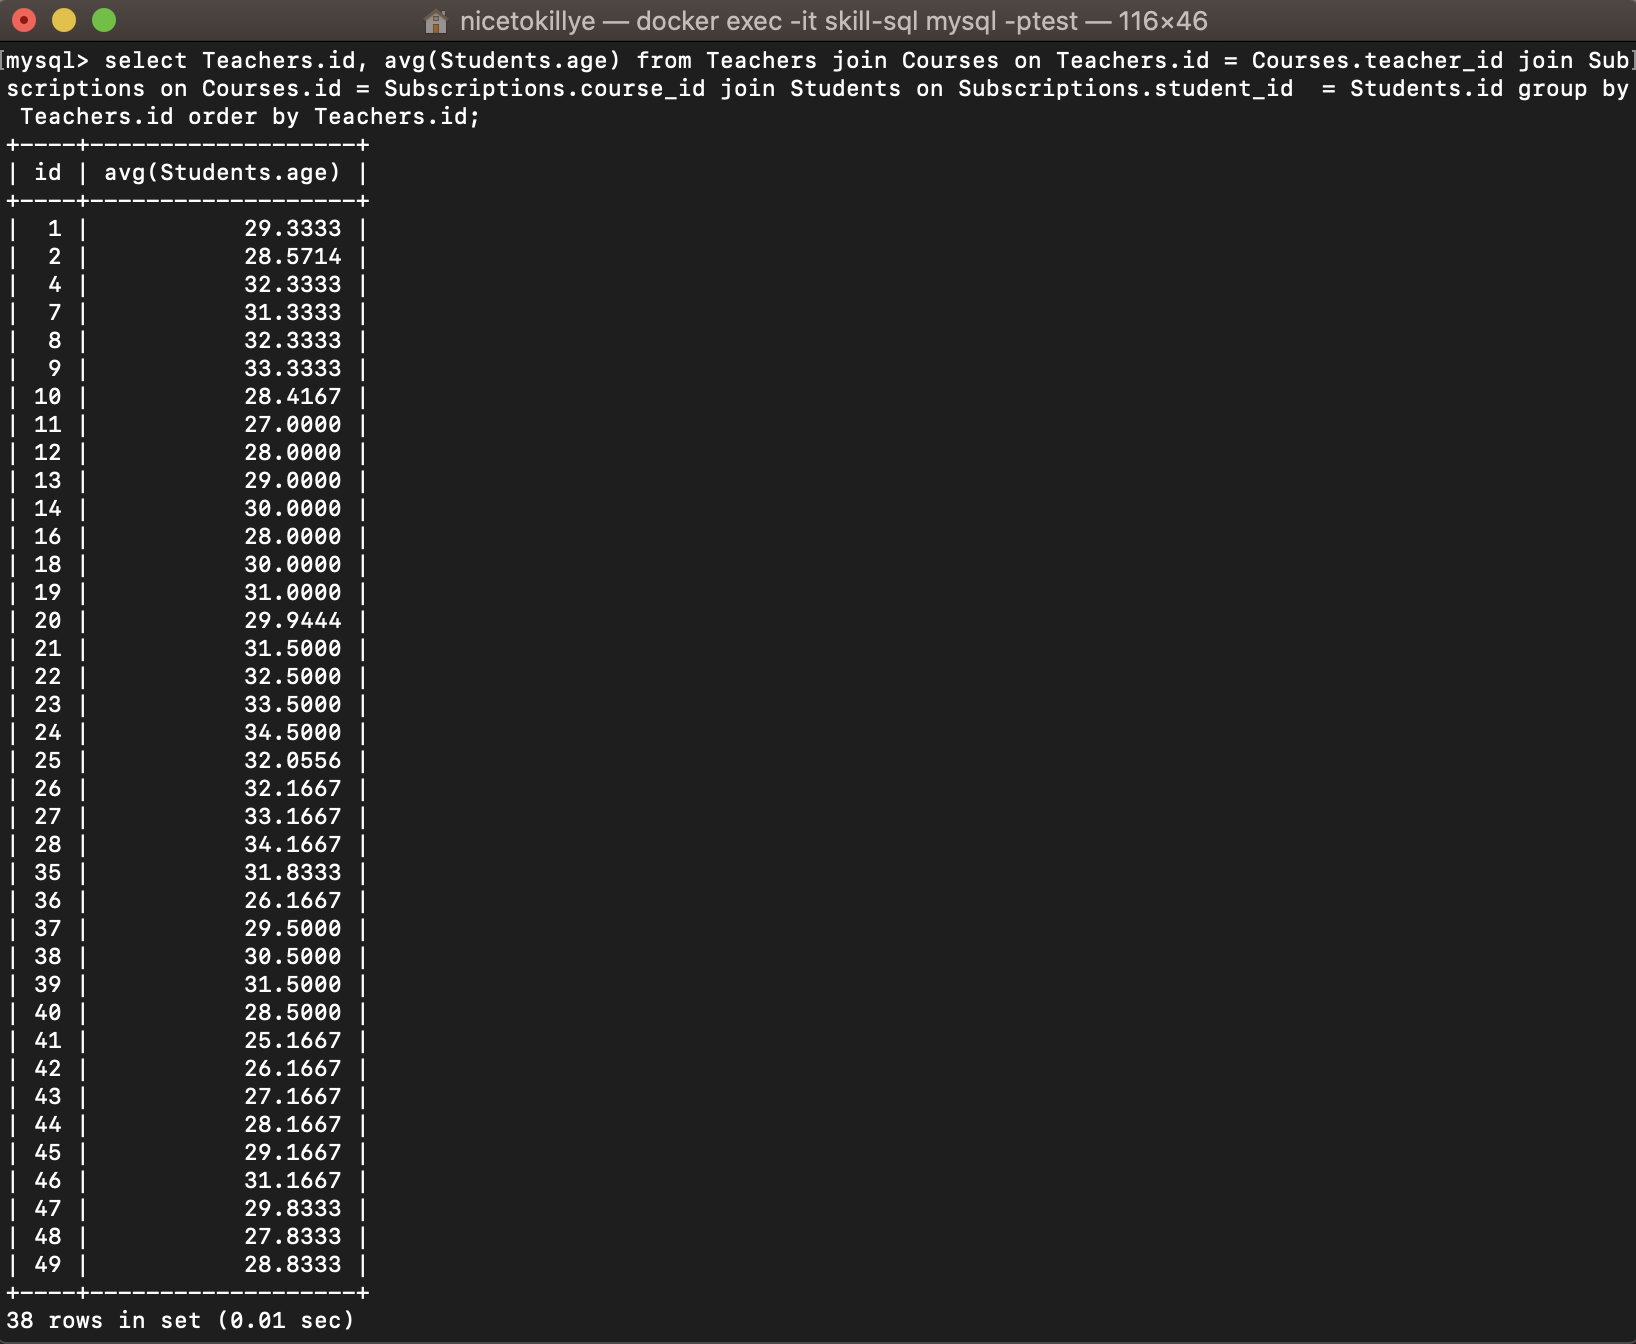 nicetokillye — docker exec -it skill-sql mysql -ptest — 116×46
[mysql> select Teachers.id, avg(Students.age) from Teachers join Courses on Teachers.id = Courses.teacher_id join Sub]
scriptions on Courses.id = Subscriptions.course_id join Students on Subscriptions.student_id  = Students.id group by
 Teachers.id order by Teachers.id;
+----+-------------------+
| id | avg(Students.age) |
+----+-------------------+
|  1 |           29.3333 |
|  2 |           28.5714 |
|  4 |           32.3333 |
|  7 |           31.3333 |
|  8 |           32.3333 |
|  9 |           33.3333 |
| 10 |           28.4167 |
| 11 |           27.0000 |
| 12 |           28.0000 |
| 13 |           29.0000 |
| 14 |           30.0000 |
| 16 |           28.0000 |
| 18 |           30.0000 |
| 19 |           31.0000 |
| 20 |           29.9444 |
| 21 |           31.5000 |
| 22 |           32.5000 |
| 23 |           33.5000 |
| 24 |           34.5000 |
| 25 |           32.0556 |
| 26 |           32.1667 |
| 27 |           33.1667 |
| 28 |           34.1667 |
| 35 |           31.8333 |
| 36 |           26.1667 |
| 37 |           29.5000 |
| 38 |           30.5000 |
| 39 |           31.5000 |
| 40 |           28.5000 |
| 41 |           25.1667 |
| 42 |           26.1667 |
| 43 |           27.1667 |
| 44 |           28.1667 |
| 45 |           29.1667 |
| 46 |           31.1667 |
| 47 |           29.8333 |
| 48 |           27.8333 |
| 49 |           28.8333 |
+----+-------------------+
38 rows in set (0.01 sec)